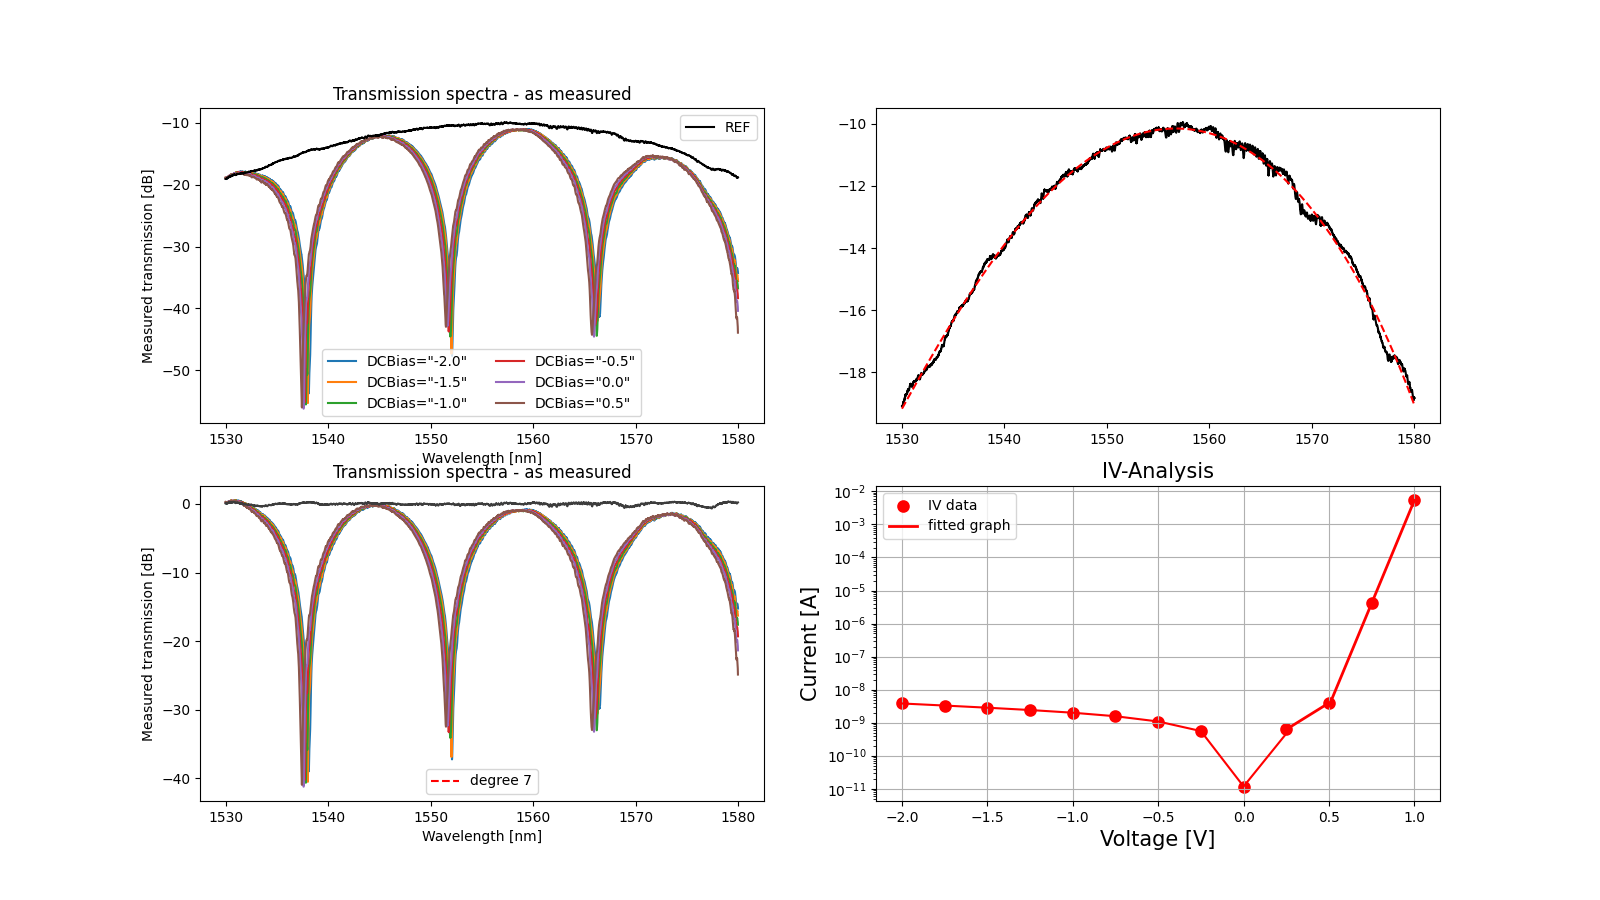 Transmission spectra - as measured
Measured transmission [dB]
−10
−20
−30
−40
−50
REF
DCBias="-2.0"
DCBias="-1.5"
DCBias="-1.0"
DCBias="-0.5"
DCBias="0.0"
DCBias="0.5"
1530 1540 1550 1560 1570 1580
Wavelength [nm]
−10
−12
−14
−16
−18
1530 1540 1550 1560 1570 1580
Transmission spectra - as measured
Measured transmission [dB]
0
−10
−20
−30
−40
degree 7
1530 1540 1550 1560 1570 1580
Wavelength [nm]
IV-Analysis
Current [A]
10⁻²
10⁻³
10⁻⁴
10⁻⁵
10⁻⁶
10⁻⁷
10⁻⁸
10⁻⁹
10⁻¹⁰
10⁻¹¹
IV data
fitted graph
−2.0 −1.5 −1.0 −0.5 0.0 0.5 1.0
Voltage [V]